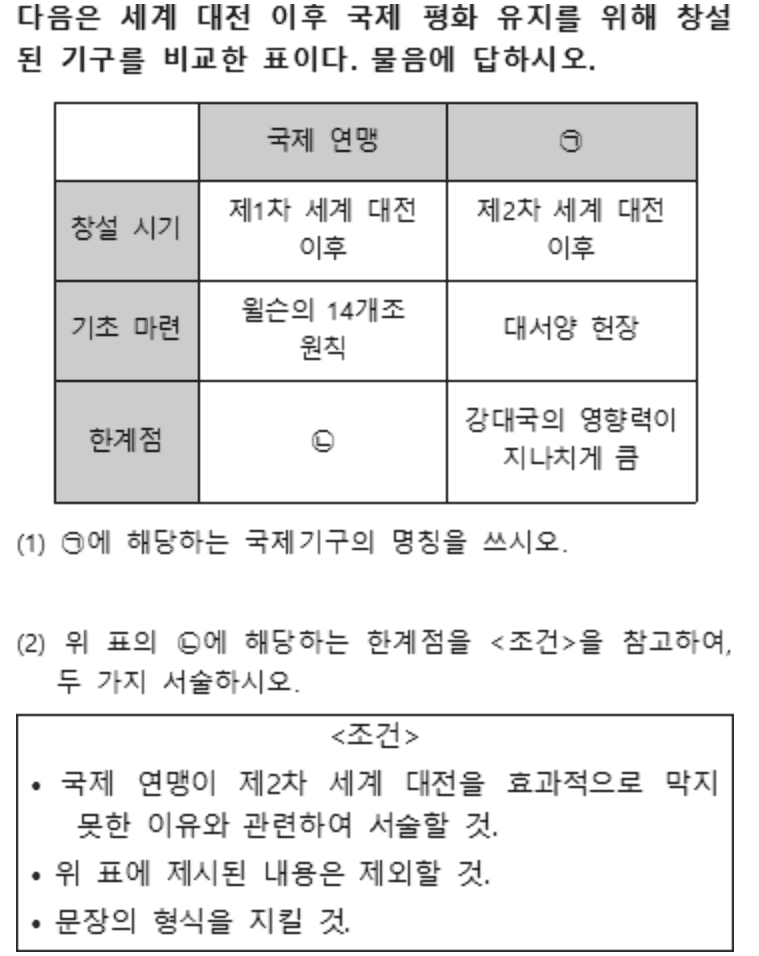 다음은 세계 대전 이후 국제 평화 유지를 위해 창설
된 기구를 비교한 표이다. 물음에 답하시오.
국제 연맹 ㉠
창설 시기 제1차 세계 대전 이후 제2차 세계 대전 이후
기초 마련 윌슨의 14개조 원칙 대서양 헌장
한계점 ㉡ 강대국의 영향력이 지나치게 큼
(1) ㉠에 해당하는 국제기구의 명칭을 쓰시오.
(2) 위 표의 ㉡에 해당하는 한계점을 <조건>을 참고하여,
두 가지 서술하시오.
<조건>
• 국제 연맹이 제2차 세계 대전을 효과적으로 막지
못한 이유와 관련하여 서술할 것.
• 위 표에 제시된 내용은 제외할 것.
• 문장의 형식을 지킬 것.